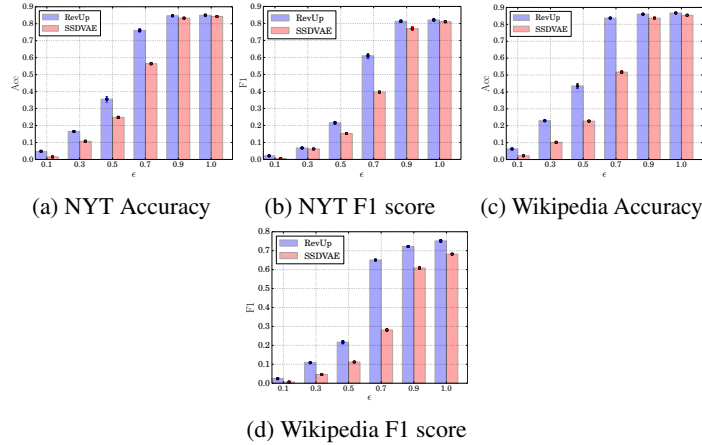 0.9
0.8
0.7
0.6
0.5
0.4
0.3
0.2
0.1
0.0
Acc
RevUp
SSDVAE
0.1 0.3 0.5 0.7 0.9 1.0
ϵ
(a) NYT Accuracy
0.9
0.8
0.7
0.6
0.5
0.4
0.3
0.2
0.1
0.0
F1
RevUp
SSDVAE
0.1 0.3 0.5 0.7 0.9 1.0
ϵ
(b) NYT F1 score
0.9
0.8
0.7
0.6
0.5
0.4
0.3
0.2
0.1
0.0
Acc
RevUp
SSDVAE
0.1 0.3 0.5 0.7 0.9 1.0
ϵ
(c) Wikipedia Accuracy
0.8
0.7
0.6
0.5
0.4
0.3
0.2
0.1
0.0
F1
RevUp
SSDVAE
0.1 0.3 0.5 0.7 0.9 1.0
ϵ
(d) Wikipedia F1 score